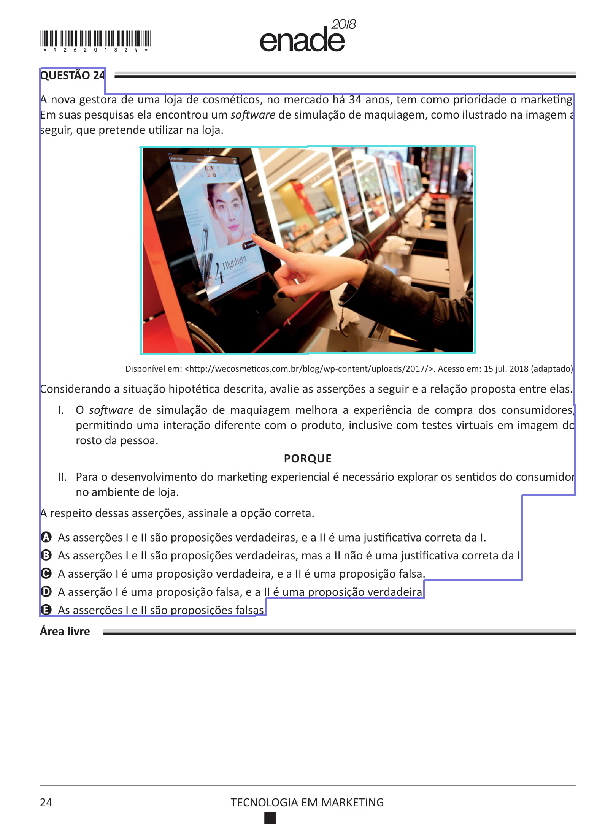 *R2620182 4*
enade 2018
QUESTÃO 24
A nova gestora de uma loja de cosméticos, no mercado há 34 anos, tem como prioridade o marketing.
Em suas pesquisas ela encontrou um software de simulação de maquiagem, como ilustrado na imagem a
seguir, que pretende utilizar na loja.
Highlight
Disponível em: <http://wecosmeticos.com.br/blog/wp-content/uploads/2017/>. Acesso em: 15 jul. 2018 (adaptado).
Considerando a situação hipotética descrita, avalie as asserções a seguir e a relação proposta entre elas.
I. O software de simulação de maquiagem melhora a experiência de compra dos consumidores,
permitindo uma interação diferente com o produto, inclusive com testes virtuais em imagem do
rosto da pessoa.
PORQUE
II. Para o desenvolvimento do marketing experiencial é necessário explorar os sentidos do consumidor
no ambiente de loja.
A respeito dessas asserções, assinale a opção correta.
A As asserções I e II são proposições verdadeiras, e a II é uma justificativa correta da I.
B As asserções I e II são proposições verdadeiras, mas a II não é uma justificativa correta da I.
C A asserção I é uma proposição verdadeira, e a II é uma proposição falsa.
D A asserção I é uma proposição falsa, e a II é uma proposição verdadeira.
E As asserções I e II são proposições falsas.
Área livre
24
TECNOLOGIA EM MARKETING